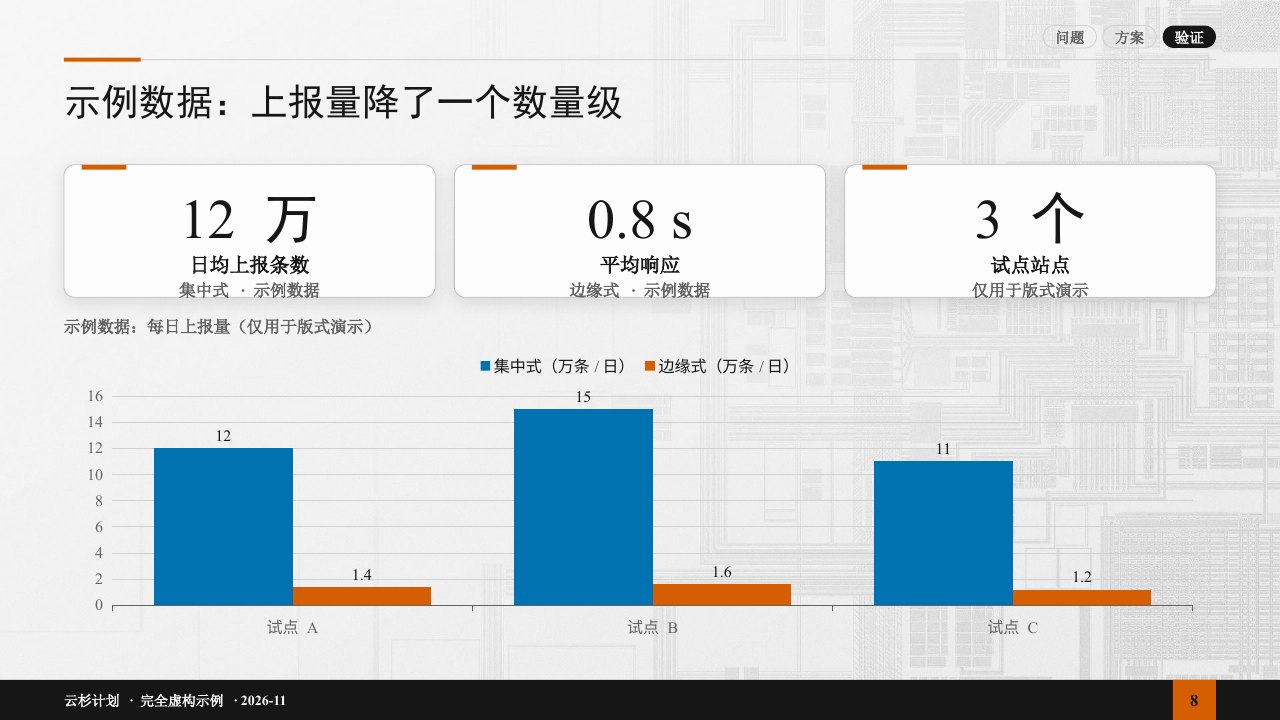 问题 方案 验证
示例数据：上报量降了一个数量级
12 万
日均上报条数
集中式 · 示例数据
0.8 s
平均响应
边缘式 · 示例数据
3 个
试点站点
仅用于版式演示
示例数据：每日上报量（仅用于版式演示）
集中式（万条 / 日） 边缘式（万条 / 日）
16
14
12
10
8
6
4
2
0
12 1.4
15 1.6
11 1.2
试点 A 试点 B 试点 C
云杉计划 · 完全虚构示例 · 2026-11
8